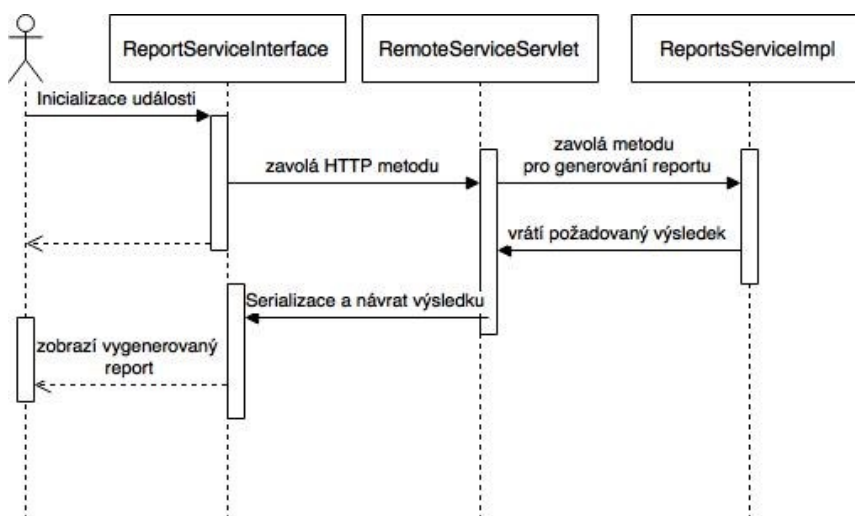 ReportServiceInterface
RemoteServiceServlet
ReportsServiceImpl
Inicializace události
zavolá HTTP metodu
zavolá metodu
pro generování reportu
vrátí požadovaný výsledek
Serializace a návrat výsledku
zobrazí vygenerovaný
report